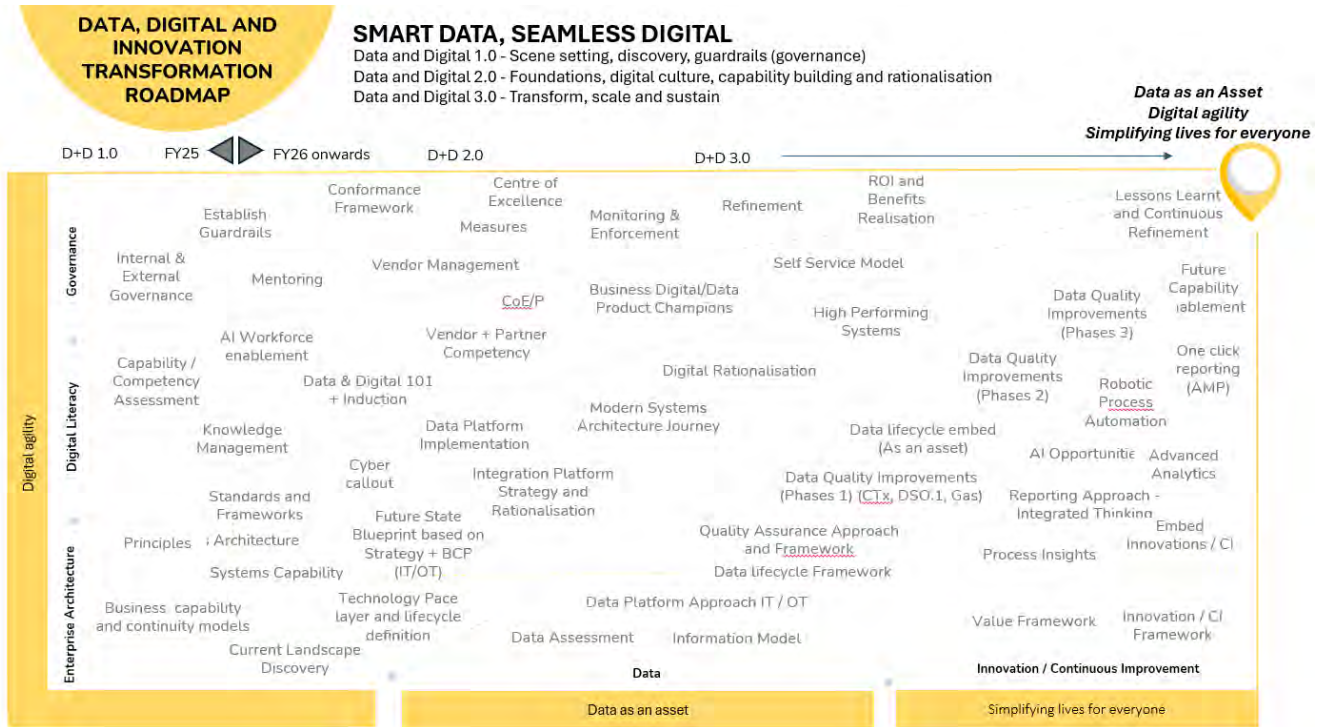 DATA, DIGITAL AND
INNOVATION
TRANSFORMATION
ROADMAP
SMART DATA, SEAMLESS DIGITAL
Data and Digital 1.0 - Scene setting, discovery, guardrails (governance)
Data and Digital 2.0 - Foundations, digital culture, capability building and rationalisation
Data and Digital 3.0 - Transform, scale and sustain
Data as an Asset
Digital agility
Simplifying lives for everyone
D+D 1.0
FY25
FY26 onwards
D+D 2.0
D+D 3.0
Digital agility
Governance
Digital Literacy
Enterprise Architecture
Internal &
External
Governance
Establish
Guardrails
Mentoring
Conformance
Framework
Vendor Management
Centre of
Excellence
Measures
CoE/P
Monitoring &
Enforcement
Business Digital/Data
Product Champions
Refinement
ROI and
Benefits
Realisation
Self Service Model
High Performing
Systems
Lessons Learnt
and Continuous
Refinement
Future
Capability
nablement
Data Quality
Improvements
(Phases 3)
AI Workforce
enablement
Vendor + Partner
Competency
Capability /
Competency
Assessment
Data & Digital 101
+ Induction
Digital Rationalisation
Data Quality
Improvements
(Phases 2)
One click
reporting
(AMP)
Robotic
Process
Automation
Knowledge
Management
Data Platform
Implementation
Modern Systems
Architecture Journey
Data lifecycle embed
(As an asset)
AI Opportunitie
Advanced
Analytics
Cyber
callout
Integration Platform
Strategy and
Rationalisation
Data Quality Improvements
(Phases 1) (CTx, DSO.1, Gas)
Reporting Approach -
Integrated Thinking
Standards and
Frameworks
Future State
Blueprint based on
Strategy + BCP
(IT/OT)
Quality Assurance Approach
and Framework
Embed
Innovations / CI
Principles
Architecture
Process Insights
Systems Capability
Data lifecycle Framework
Business capability
and continuity models
Technology Pace
layer and lifecycle
definition
Data Platform Approach IT / OT
Value Framework
Innovation / CI
Framework
Current Landscape
Discovery
Data Assessment
Information Model
Data
Innovation / Continuous Improvement
Data as an asset
Simplifying lives for everyone